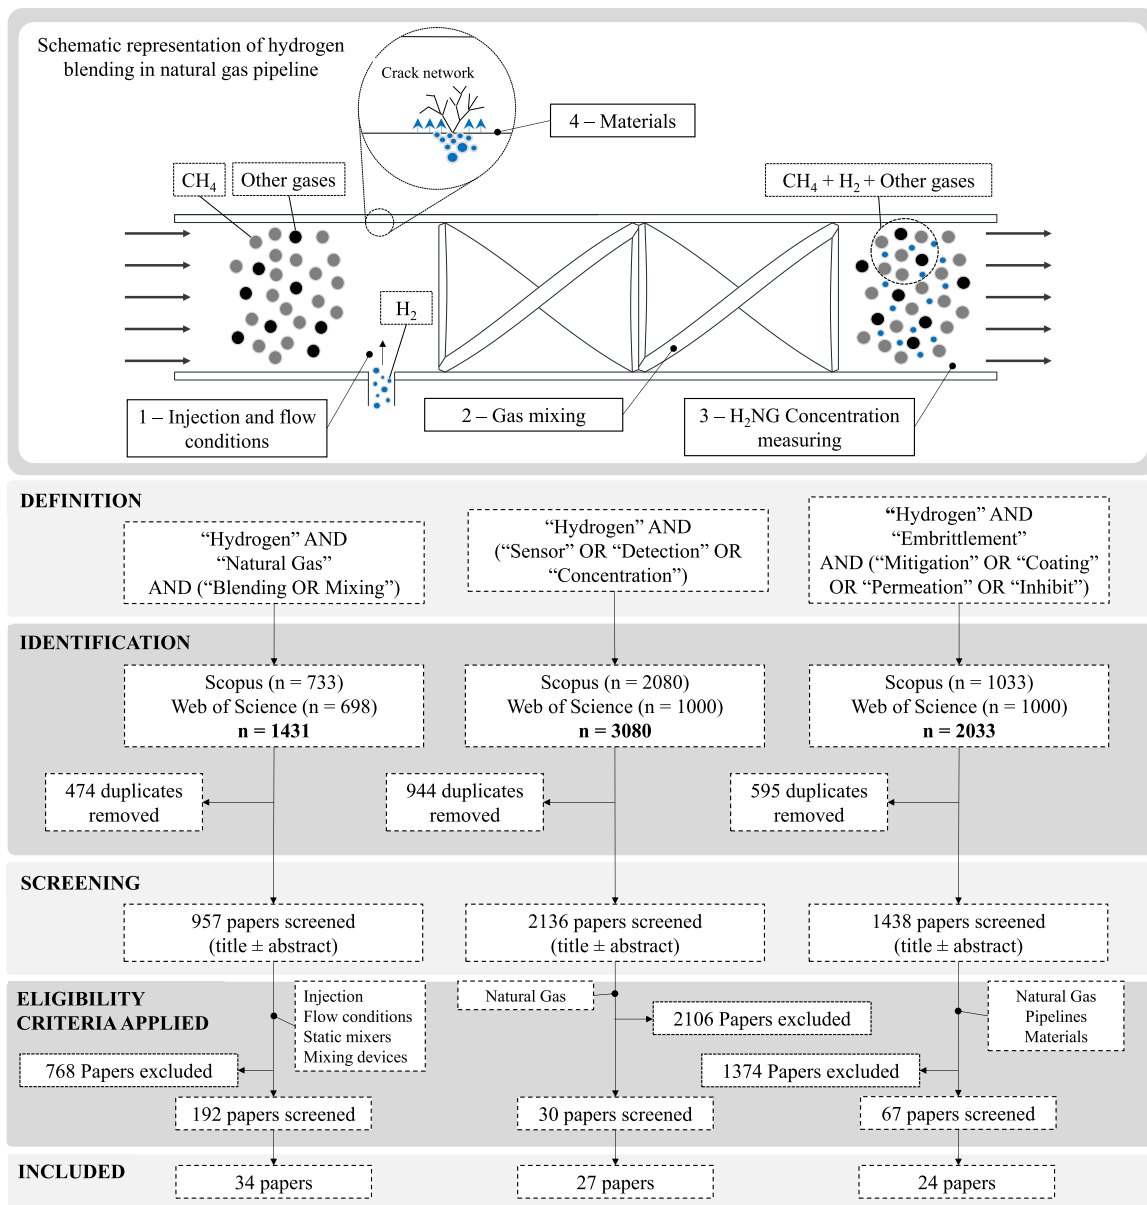 Schematic representation of hydrogen
blending in natural gas pipeline
Crack network
4 – Materials
CH4
Other gases
CH4 + H2 + Other gases
H2
1 – Injection and flow
conditions
2 – Gas mixing
3 – H2NG Concentration
measuring
DEFINITION
“Hydrogen” AND
“Natural Gas”
AND (“Blending OR Mixing”)
“Hydrogen” AND
(“Sensor” OR “Detection” OR
“Concentration”)
“Hydrogen” AND
“Embrittlement”
AND (“Mitigation” OR “Coating”
OR “Permeation” OR “Inhibit”)
IDENTIFICATION
Scopus (n = 733)
Web of Science (n = 698)
n = 1431
Scopus (n = 2080)
Web of Science (n = 1000)
n = 3080
Scopus (n = 1033)
Web of Science (n = 1000)
n = 2033
474 duplicates
removed
944 duplicates
removed
595 duplicates
removed
SCREENING
957 papers screened
(title ± abstract)
2136 papers screened
(title ± abstract)
1438 papers screened
(title ± abstract)
ELIGIBILITY
CRITERIA APPLIED
Injection
Flow conditions
Static mixers
Mixing devices
Natural Gas
Natural Gas
Pipelines
Materials
2106 Papers excluded
768 Papers excluded
1374 Papers excluded
192 papers screened
30 papers screened
67 papers screened
INCLUDED
34 papers
27 papers
24 papers